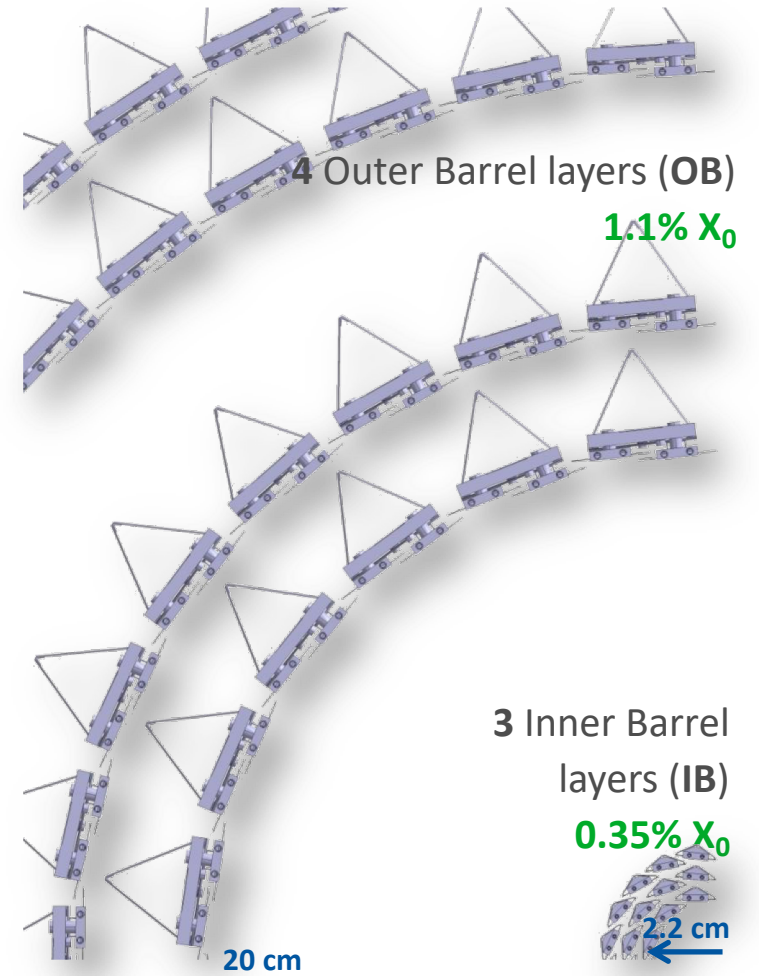 4 Outer Barrel layers (OB)
1.1% X₀
3 Inner Barrel
layers (IB)
0.35% X₀
2.2 cm
20 cm